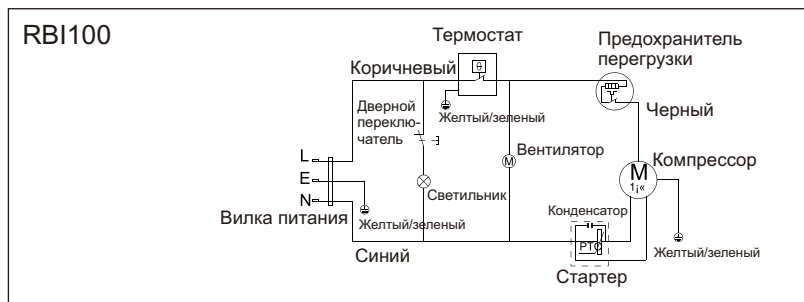 RBI100
Термостат
Предохранитель
перегрузки
Коричневый
θ
Дверной
переклю-
чатель
Желтый/зеленый
Черный
L
E
N
M
Вентилятор
M
1¡«
Компрессор
Светильник
Вилка питания
Желтый/зеленый
Конденсатор
PTC
Желтый/зеленый
Синий
Стартер